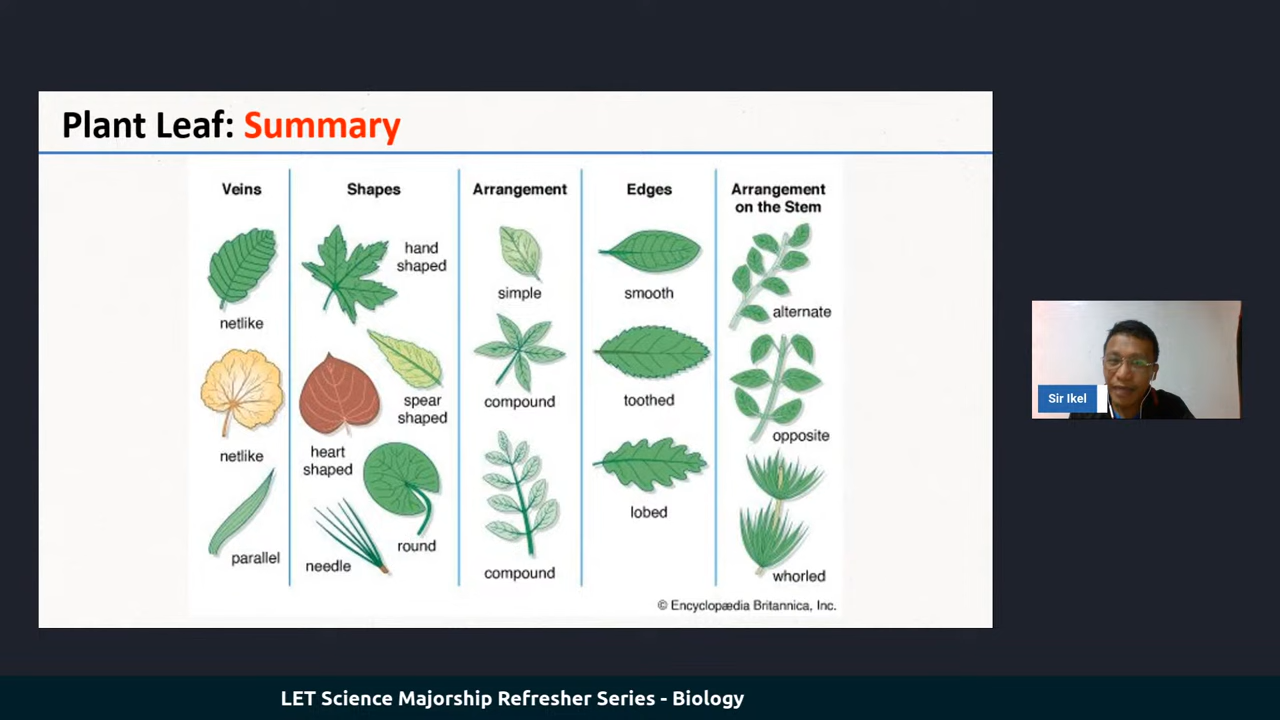 Plant Leaf: Summary
Veins
netlike
netlike
parallel
Shapes
hand
shaped
spear
shaped
heart
shaped
round
needle
Arrangement
simple
compound
compound
Edges
smooth
toothed
lobed
Arrangement
on the Stem
alternate
opposite
whorled
© Encyclopædia Britannica, Inc.
Sir Ikel
LET Science Majorship Refresher Series - Biology